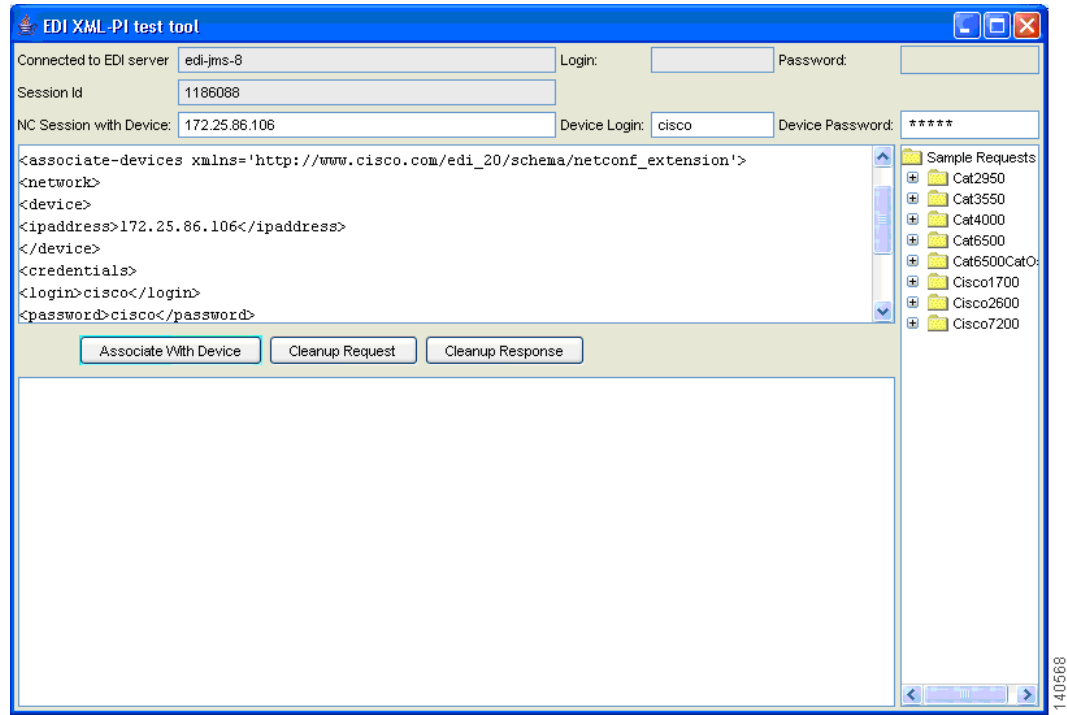 EDI XML-PI test tool
Connected to EDI server edi-jms-8 Login: Password:
Session Id 1186088
NC Session with Device: 172.25.86.106 Device Login: cisco Device Password: *****
<associate-devices xmlns='http://www.cisco.com/edi_20/schema/netconf_extension'>
<network>
<device>
<ipaddress>172.25.86.106</ipaddress>
</device>
<credentials>
<login>cisco</login>
<password>cisco</password>
Sample Requests
Cat2950
Cat3550
Cat4000
Cat6500
Cat6500CatOs
Cisco1700
Cisco2600
Cisco7200
Associate With Device Cleanup Request Cleanup Response
140568